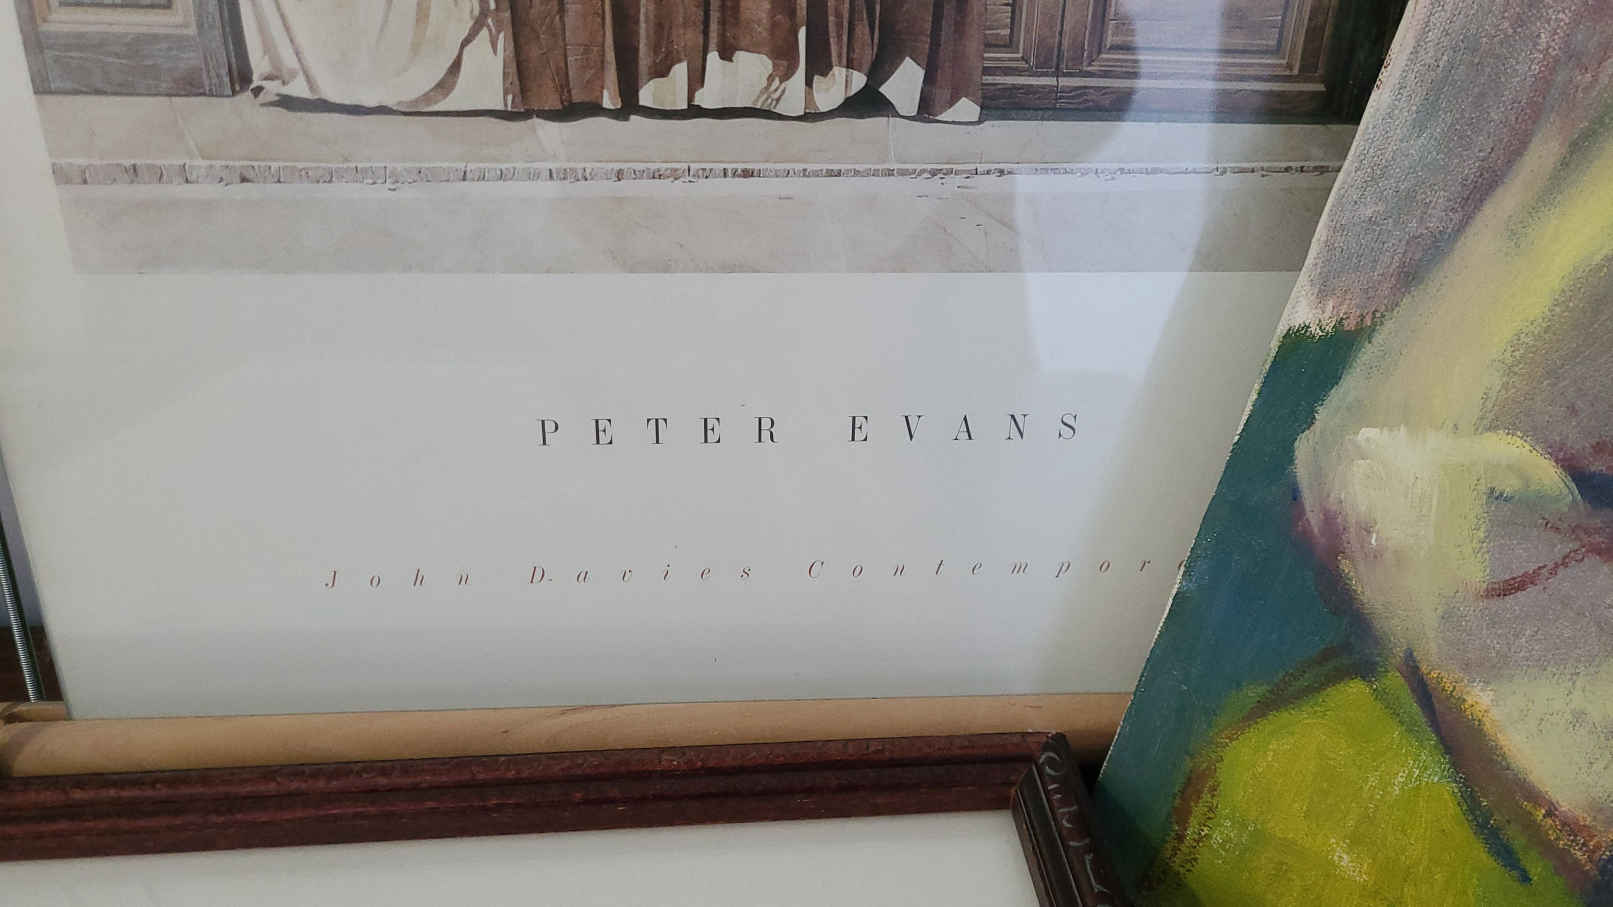 PETER EVANS
John Davies